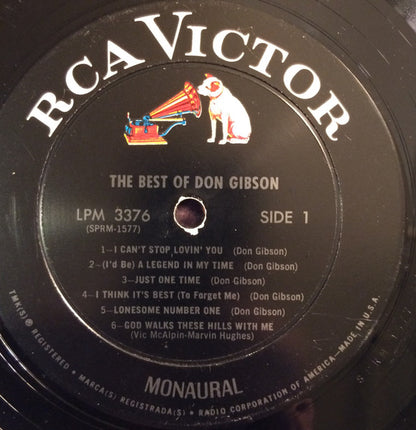 RCA VICTOR
THE BEST OF DON GIBSON
LPM 3376 SIDE 1
(SPRM-1577)
1—I CAN'T STOP LOVIN' YOU (Don Gibson)
2—(I'd Be) A LEGEND IN MY TIME (Don Gibson)
3—JUST ONE TIME (Don Gibson)
4—I THINK IT'S BEST (To Forget Me) (Don Gibson)
5—LONESOME NUMBER ONE (Don Gibson)
6—GOD WALKS THESE HILLS WITH ME
(Vic McAlpin-Marvin Hughes)
MONAURAL
TMK(S) ® REGISTERED • MARCA(S) REGISTRADA(S) • RADIO CORPORATION OF AMERICA—MADE IN U.S.A.